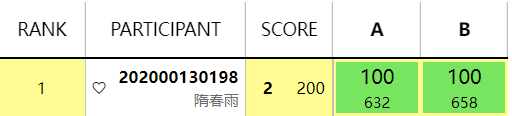 RANK PARTICIPANT SCORE A B
1 202000130198 2 200 100 100
隋春雨 632 658